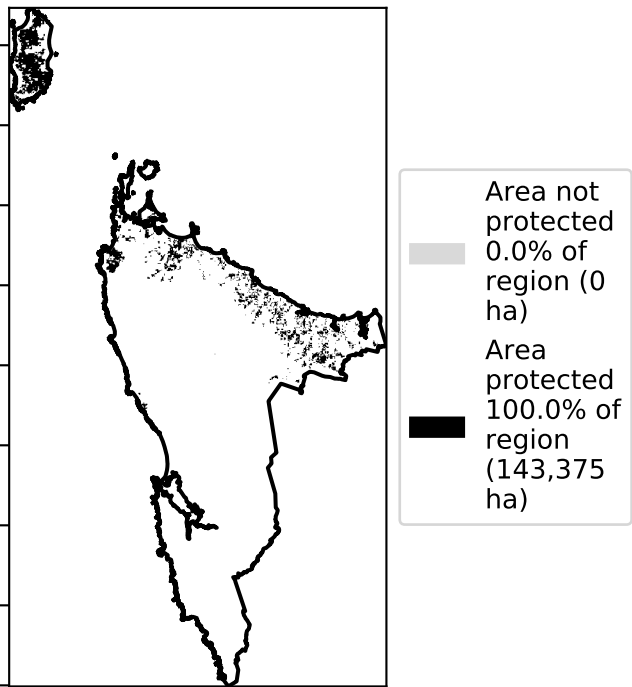 Area not
protected
0.0% of
region (0
ha)
Area
protected
100.0% of
region
(143,375
ha)